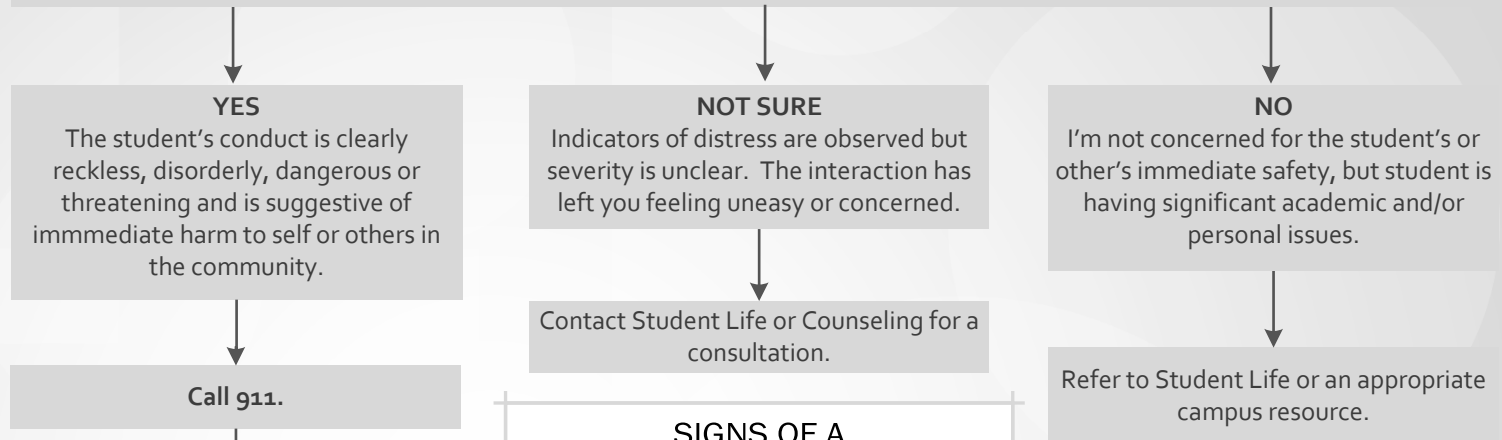 YES
The student's conduct is clearly
reckless, disorderly, dangerous or
threatening and is suggestive of
immmediate harm to self or others in
the community.
Call 911.
NOT SURE
Indicators of distress are observed but
severity is unclear.  The interaction has
left you feeling uneasy or concerned.
Contact Student Life or Counseling for a
consultation.
SIGNS OF A
NO
I'm not concerned for the student's or
other's immediate safety, but student is
having significant academic and/or
personal issues.
Refer to Student Life or an appropriate
campus resource.